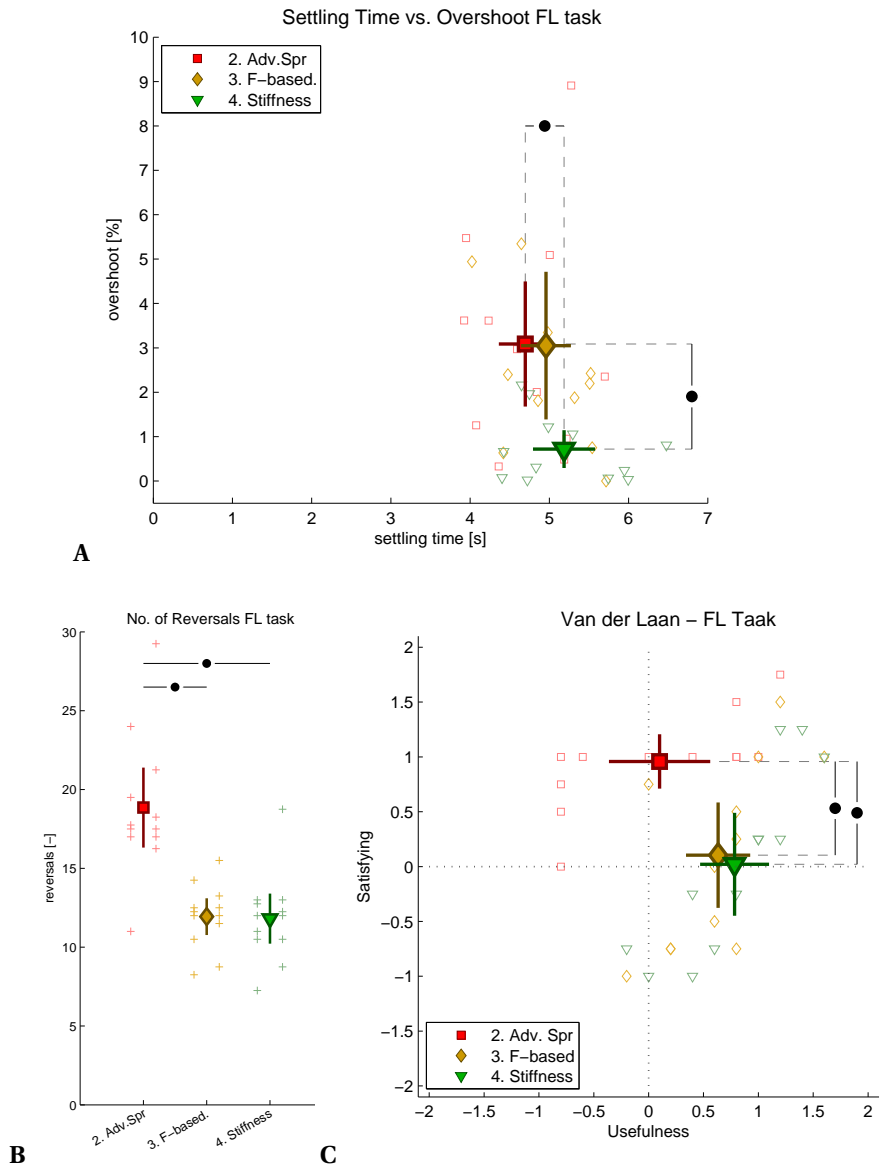 Settling Time vs. Overshoot FL task
2. Adv.Spr
3. F−based.
4. Stiffness
overshoot [%]
10
9
8
7
6
5
4
3
2
1
0
0 1 2 3 4 5 6 7
settling time [s]
A
No. of Reversals FL task
reversals [−]
30
25
20
15
10
5
0
2. Adv.Spr
3. F−based.
4. Stiffness
B
Van der Laan − FL Taak
Satisfying
2
1.5
1
0.5
0
−0.5
−1
−1.5
−2
2. Adv. Spr
3. F−based
4. Stiffness
−2 −1.5 −1 −0.5 0 0.5 1 1.5 2
Usefulness
C